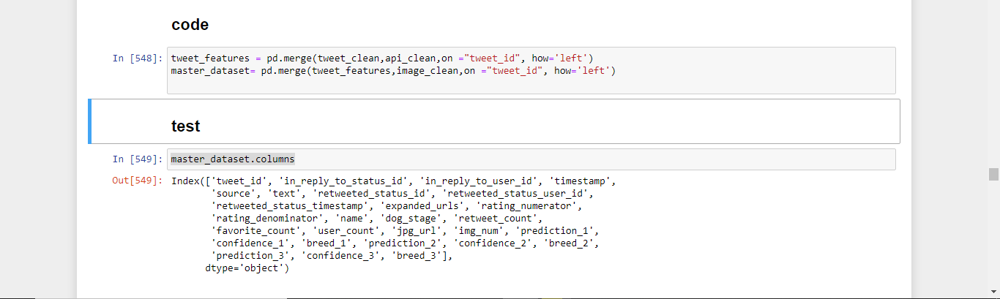 code
In [548]: tweet_features = pd.merge(tweet_clean,api_clean,on ="tweet_id", how='left')
master_dataset= pd.merge(tweet_features,image_clean,on ="tweet_id", how='left')
test
In [549]: master_dataset.columns
Out[549]: Index(['tweet_id', 'in_reply_to_status_id', 'in_reply_to_user_id', 'timestamp',
'source', 'text', 'retweeted_status_id', 'retweeted_status_user_id',
'retweeted_status_timestamp', 'expanded_urls', 'rating_numerator',
'rating_denominator', 'name', 'dog_stage', 'retweet_count',
'favorite_count', 'user_count', 'jpg_url', 'img_num', 'prediction_1',
'confidence_1', 'breed_1', 'prediction_2', 'confidence_2', 'breed_2',
'prediction_3', 'confidence_3', 'breed_3'],
dtype='object')